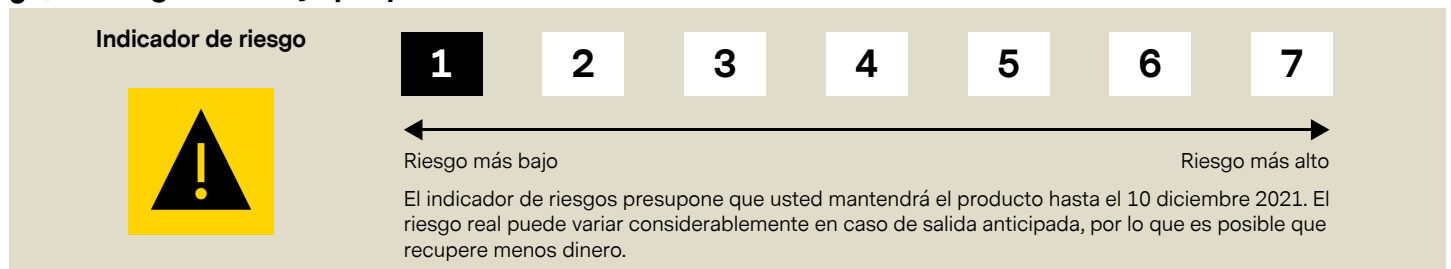 Indicador de riesgo
1 2 3 4 5 6 7
Riesgo más bajo Riesgo más alto
El indicador de riesgos presupone que usted mantendrá el producto hasta el 10 diciembre 2021. El
riesgo real puede variar considerablemente en caso de salida anticipada, por lo que es posible que
recupere menos dinero.